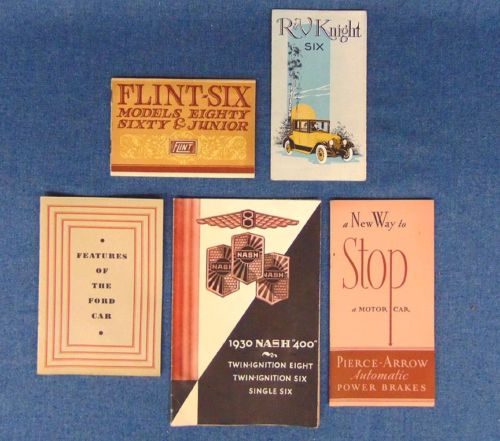 FLINT-SIX
MODELS EIGHTY
SIXTY & JUNIOR
FLINT
R&V Knight
SIX
FEATURES
OF
THE
FORD
CAR
8
NASH
NASH
NASH
1930 NASH "400"
TWIN-IGNITION EIGHT
TWIN-IGNITION SIX
SINGLE SIX
a New Way to
Stop
a MOTOR CAR
PIERCE-ARROW
Automatic
POWER BRAKES